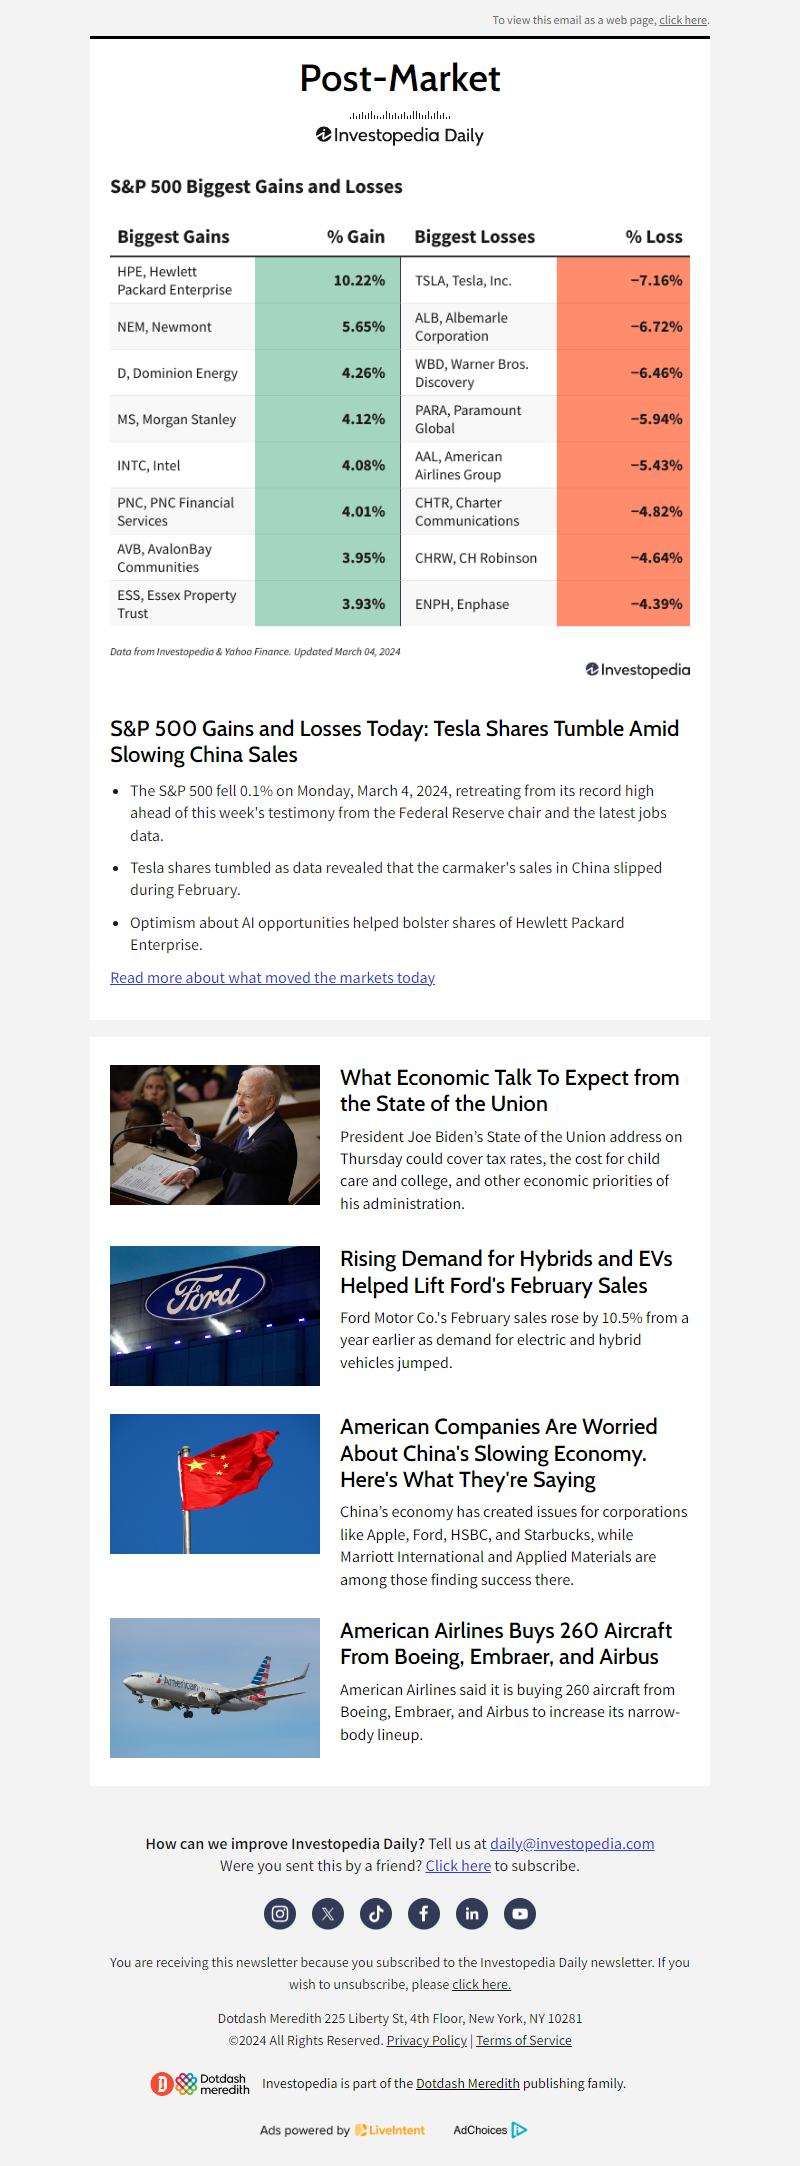 To view this email as a web page, click here.
Post-Market
Investopedia Daily
S&P 500 Biggest Gains and Losses
Biggest Gains % Gain Biggest Losses % Loss
HPE, Hewlett
Packard Enterprise 10.22% TSLA, Tesla, Inc. −7.16%
NEM, Newmont 5.65% ALB, Albemarle
Corporation −6.72%
D, Dominion Energy 4.26% WBD, Warner Bros.
Discovery −6.46%
MS, Morgan Stanley 4.12% PARA, Paramount
Global −5.94%
INTC, Intel 4.08% AAL, American
Airlines Group −5.43%
PNC, PNC Financial
Services 4.01% CHTR, Charter
Communications −4.82%
AVB, AvalonBay
Communities 3.95% CHRW, CH Robinson −4.64%
ESS, Essex Property
Trust 3.93% ENPH, Enphase −4.39%
Data from Investopedia & Yahoo Finance. Updated March 04, 2024
Investopedia
S&P 500 Gains and Losses Today: Tesla Shares Tumble Amid
Slowing China Sales
• The S&P 500 fell 0.1% on Monday, March 4, 2024, retreating from its record high
ahead of this week's testimony from the Federal Reserve chair and the latest jobs
data.
• Tesla shares tumbled as data revealed that the carmaker's sales in China slipped
during February.
• Optimism about AI opportunities helped bolster shares of Hewlett Packard
Enterprise.
Read more about what moved the markets today
What Economic Talk To Expect from
the State of the Union
President Joe Biden’s State of the Union address on
Thursday could cover tax rates, the cost for child
care and college, and other economic priorities of
his administration.
Ford
Rising Demand for Hybrids and EVs
Helped Lift Ford's February Sales
Ford Motor Co.'s February sales rose by 10.5% from a
year earlier as demand for electric and hybrid
vehicles jumped.
American Companies Are Worried
About China's Slowing Economy.
Here's What They're Saying
China’s economy has created issues for corporations
like Apple, Ford, HSBC, and Starbucks, while
Marriott International and Applied Materials are
among those finding success there.
American
American Airlines Buys 260 Aircraft
From Boeing, Embraer, and Airbus
American Airlines said it is buying 260 aircraft from
Boeing, Embraer, and Airbus to increase its narrow-
body lineup.
How can we improve Investopedia Daily? Tell us at daily@investopedia.com
Were you sent this by a friend? Click here to subscribe.
You are receiving this newsletter because you subscribed to the Investopedia Daily newsletter. If you
wish to unsubscribe, please click here.
Dotdash Meredith 225 Liberty St, 4th Floor, New York, NY 10281
©2024 All Rights Reserved. Privacy Policy | Terms of Service
Dotdash
meredith
Investopedia is part of the Dotdash Meredith publishing family.
Ads powered by LiveIntent AdChoices